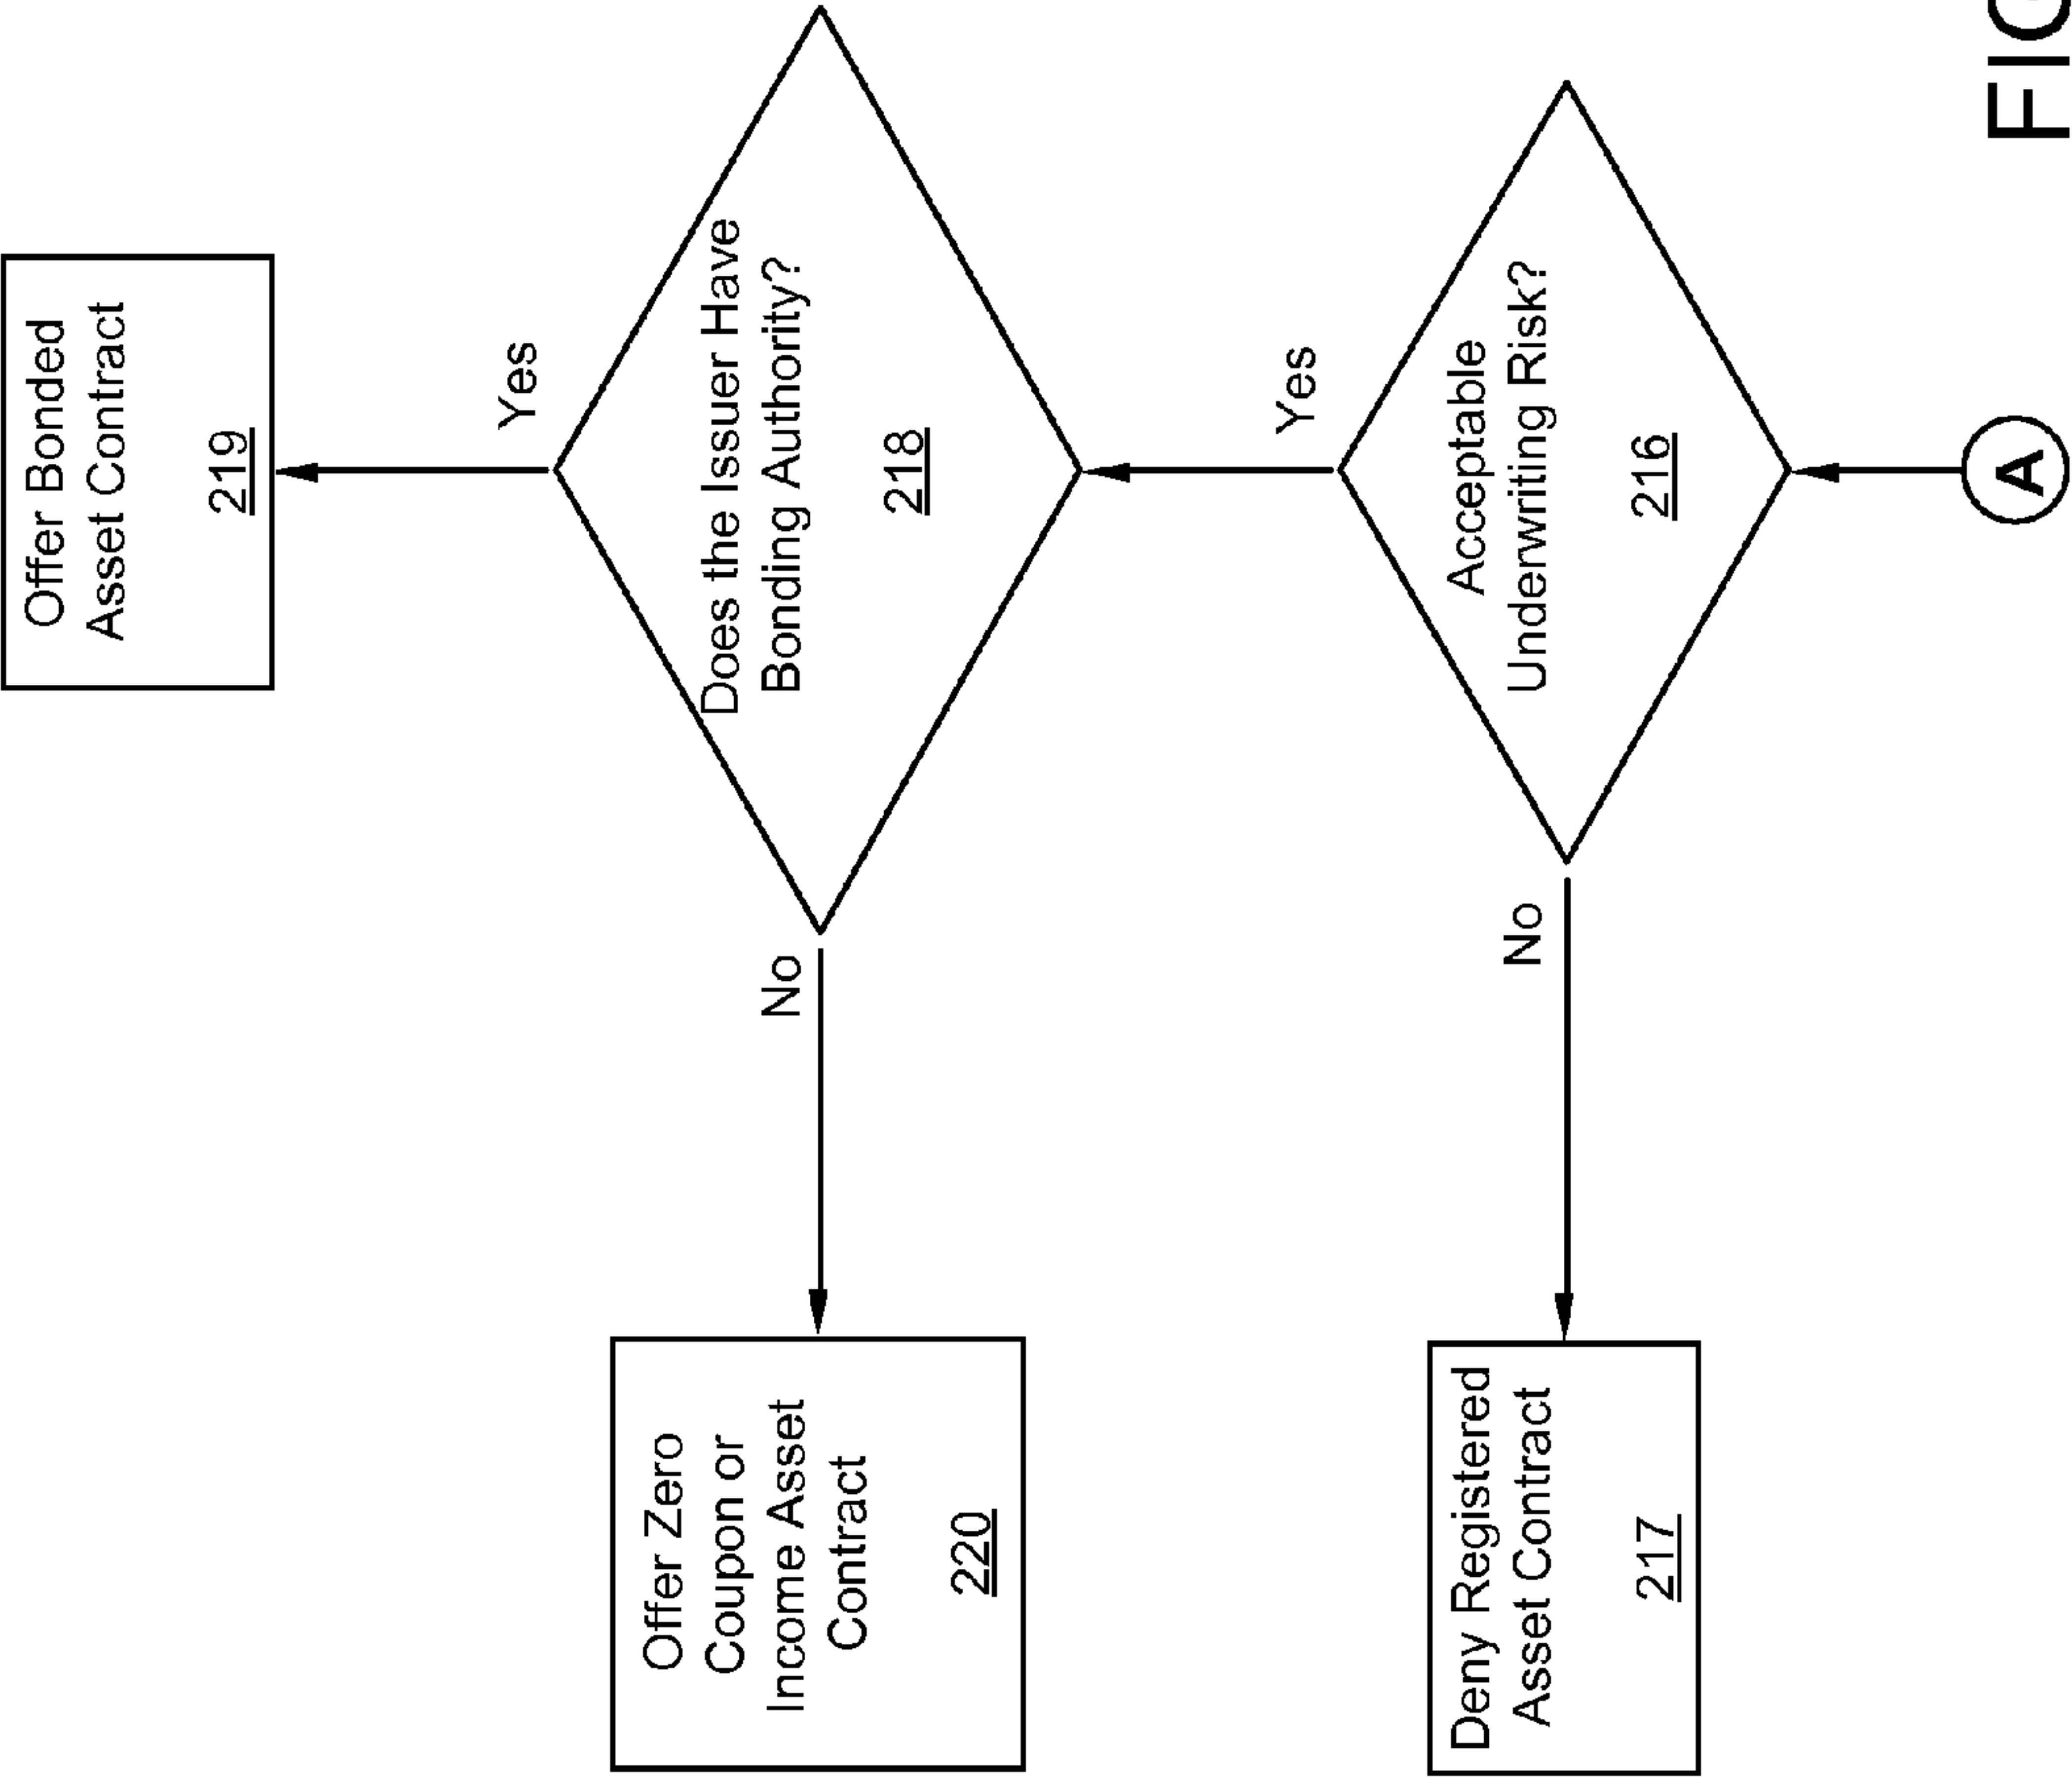 Offer Bonded
Asset Contract
219
Yes
Does the Issuer Have
Bonding Authority?
218
No
Offer Zero
Coupon or
Income Asset
Contract
220
Yes
Acceptable
Underwriting Risk?
216
No
Deny Registered
Asset Contract
217
A